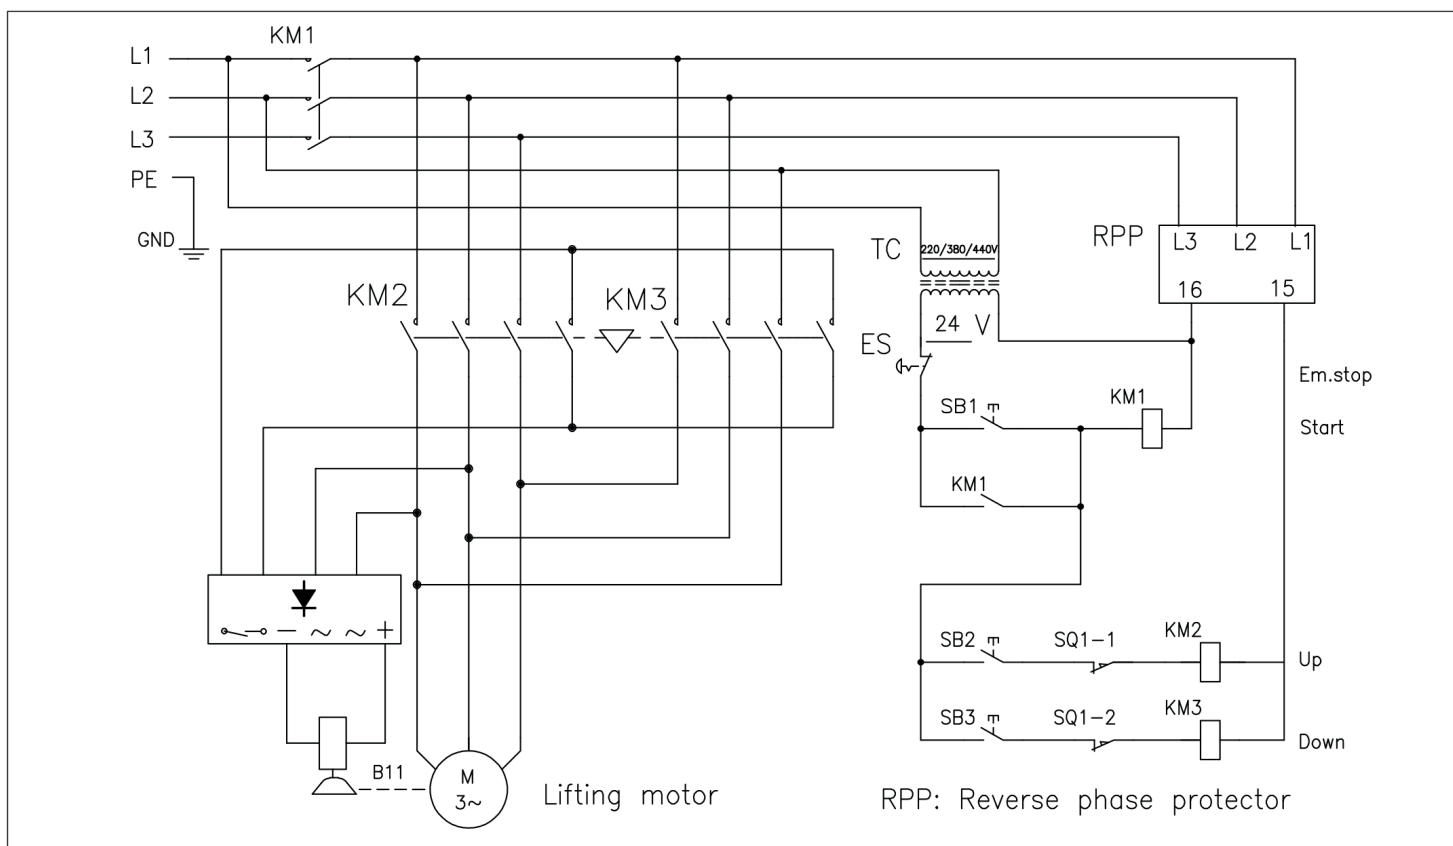 KM1
L1
L2
L3
PE
GND
RPP
L3 L2 L1
TC
220/380/440V
16 15
KM2 KM3
24 V
ES
Em.stop
SB1
KM1
Start
KM1
− ~ ~ +
SB2 SQ1-1 KM2
Up
SB3 SQ1-2 KM3
Down
B11
M
3~
Lifting motor
RPP: Reverse phase protector